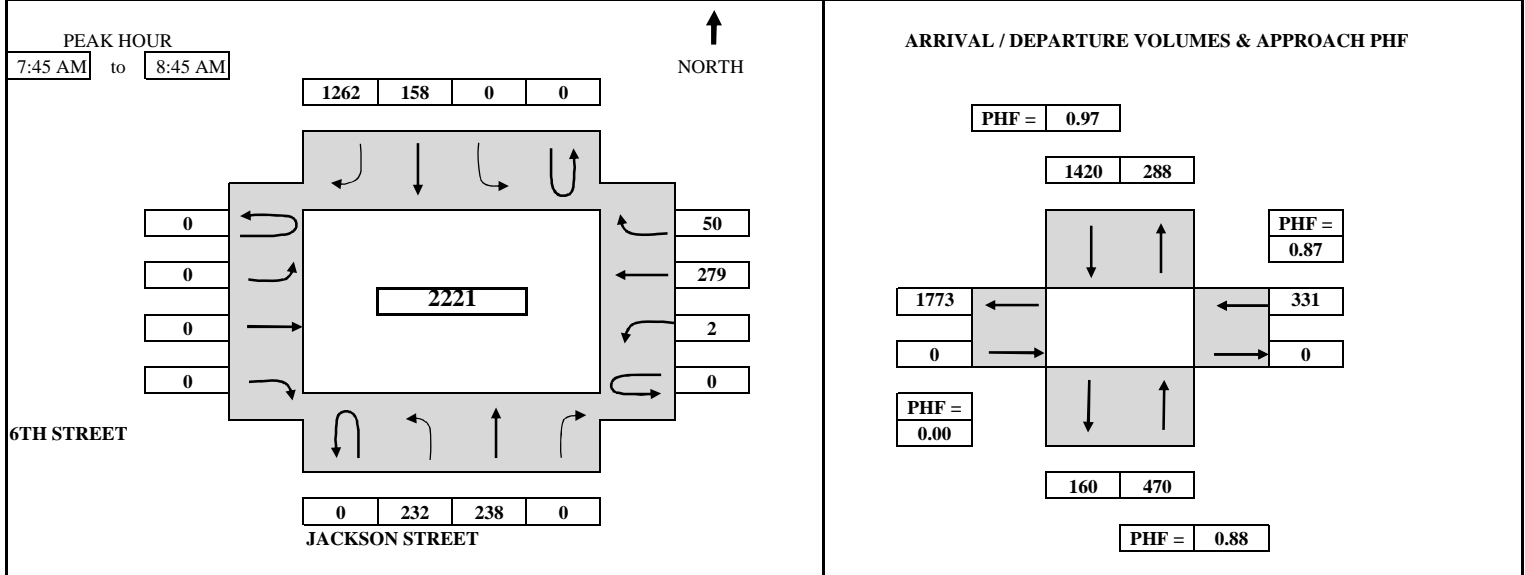 PEAK HOUR
7:45 AM to 8:45 AM
NORTH
1262 158 0 0
0 50
0 279
2221
0 2
0 0
6TH STREET
0 232 238 0
JACKSON STREET
ARRIVAL / DEPARTURE VOLUMES & APPROACH PHF
PHF = 0.97
1420 288
PHF =
0.87
1773 331
0 0
PHF =
0.00
160 470
PHF = 0.88